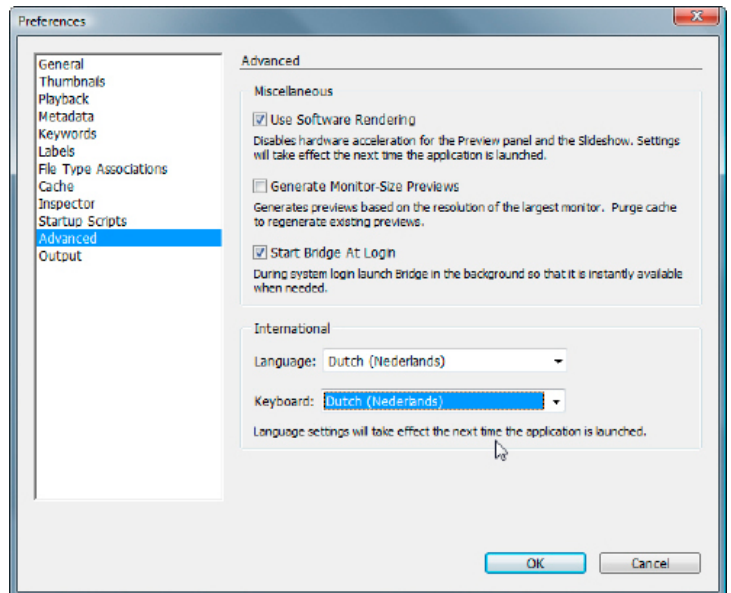 Preferences
General
Thumbnails
Playback
Metadata
Keywords
Labels
File Type Associations
Cache
Inspector
Startup Scripts
Advanced
Output
Advanced
Miscellaneous
Use Software Rendering
Disables hardware acceleration for the Preview panel and the Slideshow. Settings
will take effect the next time the application is launched.
Generate Monitor-Size Previews
Generates previews based on the resolution of the largest monitor. Purge cache
to regenerate existing previews.
Start Bridge At Login
During system login launch Bridge in the background so that it is instantly available
when needed.
International
Language: Dutch (Nederlands)
Keyboard: Dutch (Nederlands)
Language settings will take effect the next time the application is launched.
OK Cancel